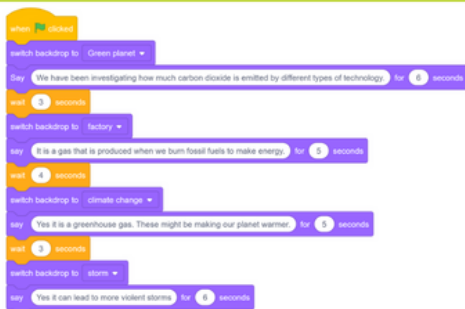 when clicked
switch backdrop to Green planet
Say We have been investigating how much carbon dioxide is emitted by different types of technology. for 6 seconds
wait 3 seconds
switch backdrop to factory
say It is a gas that is produced when we burn fossil fuels to make energy. for 5 seconds
wait 4 seconds
switch backdrop to climate change
say Yes it is a greenhouse gas. These might be making our planet warmer. for 5 seconds
wait 3 seconds
switch backdrop to storm
say Yes it can lead to more violent storms for 6 seconds